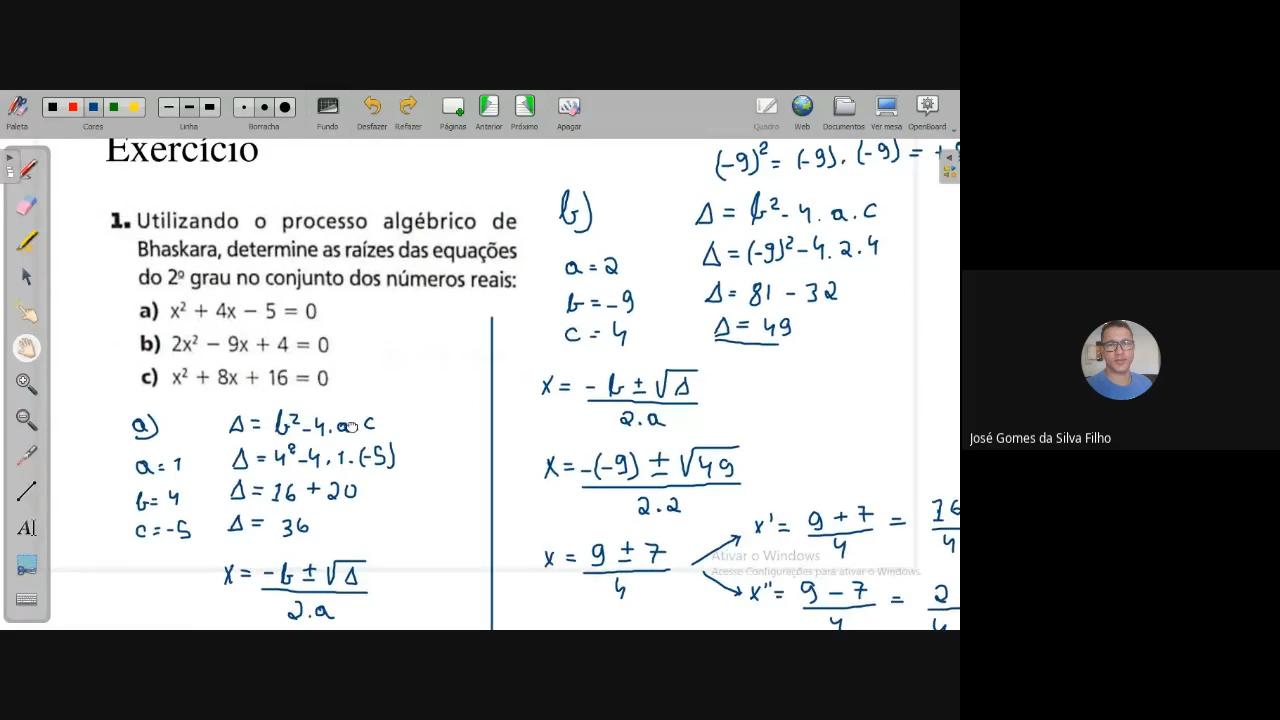 Paleta
Cores
Linha
Borracha
Fundo
Desfazer
Refazer
Páginas
Anterior
Próximo
Apagar
Quadro
Web
Documentos
Ver mesa
OpenBoard
Exercício
1. Utilizando o processo algébrico de
Bhaskara, determine as raízes das equações
do 2º grau no conjunto dos números reais:
a) x² + 4x − 5 = 0
b) 2x² − 9x + 4 = 0
c) x² + 8x + 16 = 0
a)
a = 1
b = 4
c = -5
Δ = b² - 4 . a . c
Δ = 4² - 4 . 1 . (-5)
Δ = 16 + 20
Δ = 36
x = -b ± √Δ
2.a
(-9)² = (-9) . (-9) = +
b)
a = 2
b = -9
c = 4
Δ = b² - 4 . a . c
Δ = (-9)² - 4 . 2 . 4
Δ = 81 - 32
Δ = 49
x = -b ± √Δ
2.a
x = -(-9) ± √49
2.2
x = 9 ± 7
4
x' = 9 + 7 = 16
4 4
x'' = 9 - 7 = 2
4 4
Ativar o Windows
Acesse Configurações para ativar o Windows.
José Gomes da Silva Filho